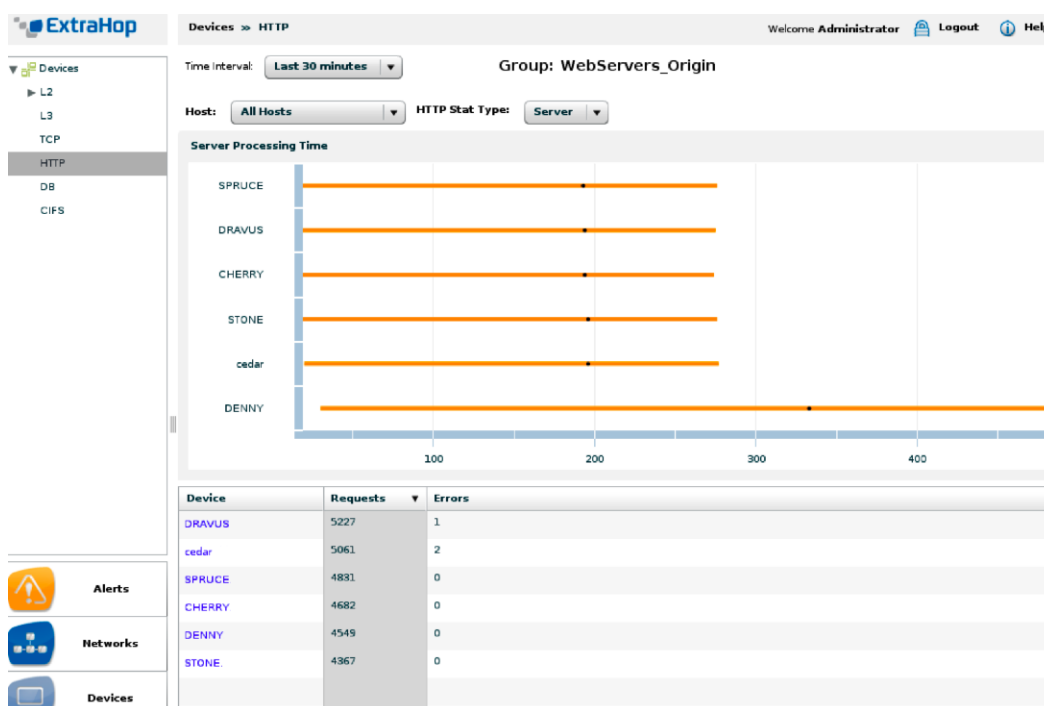 ExtraHop
Devices » HTTP
Welcome Administrator
Logout
Help
Devices
L2
L3
TCP
HTTP
DB
CIFS
Time Interval: Last 30 minutes
Group: WebServers_Origin
Host: All Hosts
HTTP Stat Type: Server
Server Processing Time
SPRUCE
DRAVUS
CHERRY
STONE
cedar
DENNY
100 200 300 400
Device Requests Errors
DRAVUS 5227 1
cedar 5061 2
SPRUCE 4831 0
CHERRY 4682 0
DENNY 4549 0
STONE. 4367 0
Alerts
Networks
Devices